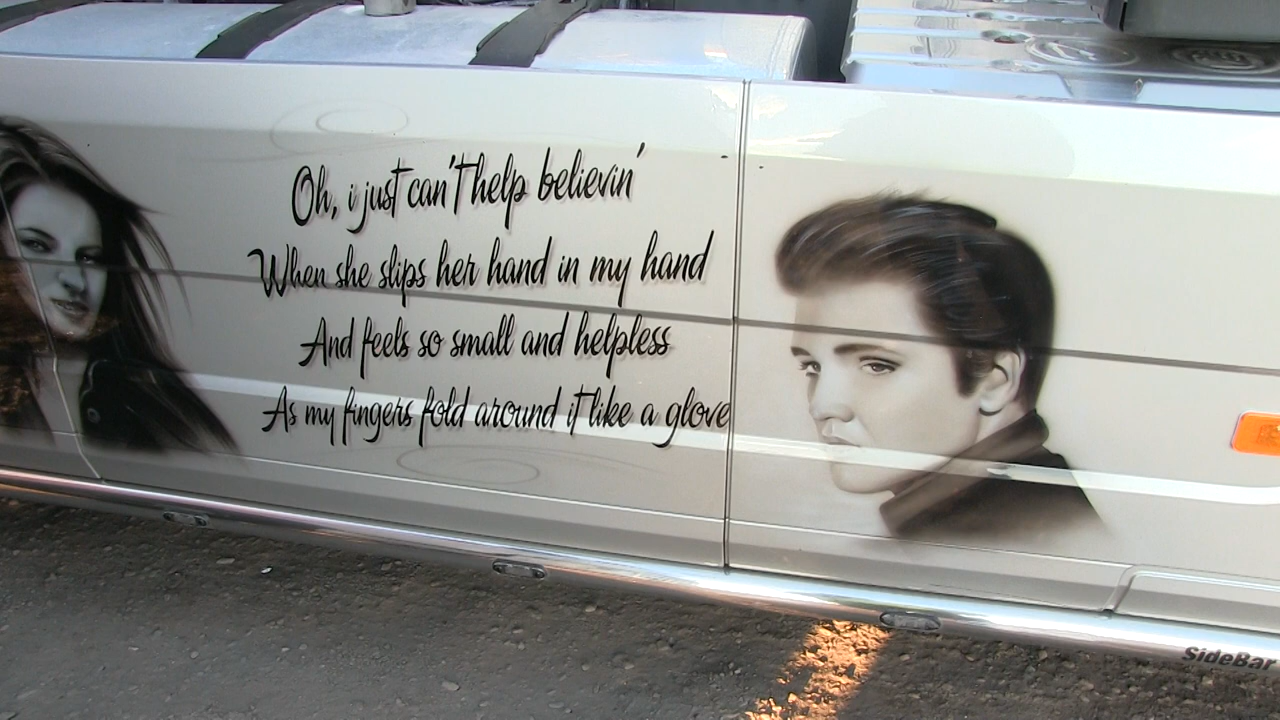 Oh, i just can't help believin'
When she slips her hand in my hand
And feels so small and helpless
As my fingers fold around it like a glove
SideBar